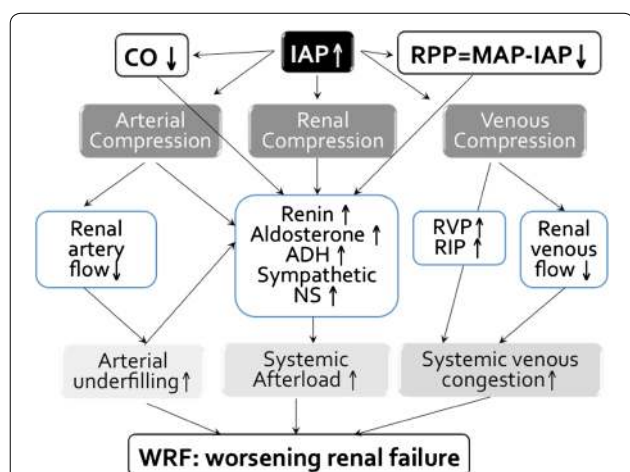 CO ↓
IAP ↑
RPP=MAP-IAP ↓
Arterial
Compression
Renal
Compression
Venous
Compression
Renal
artery
flow ↓
Renin ↑
Aldosterone ↑
ADH ↑
Sympathetic
NS ↑
RVP ↑
RIP ↑
Renal
venous
flow ↓
Arterial
underfilling ↑
Systemic
Afterload ↑
Systemic venous
congestion ↑
WRF: worsening renal failure